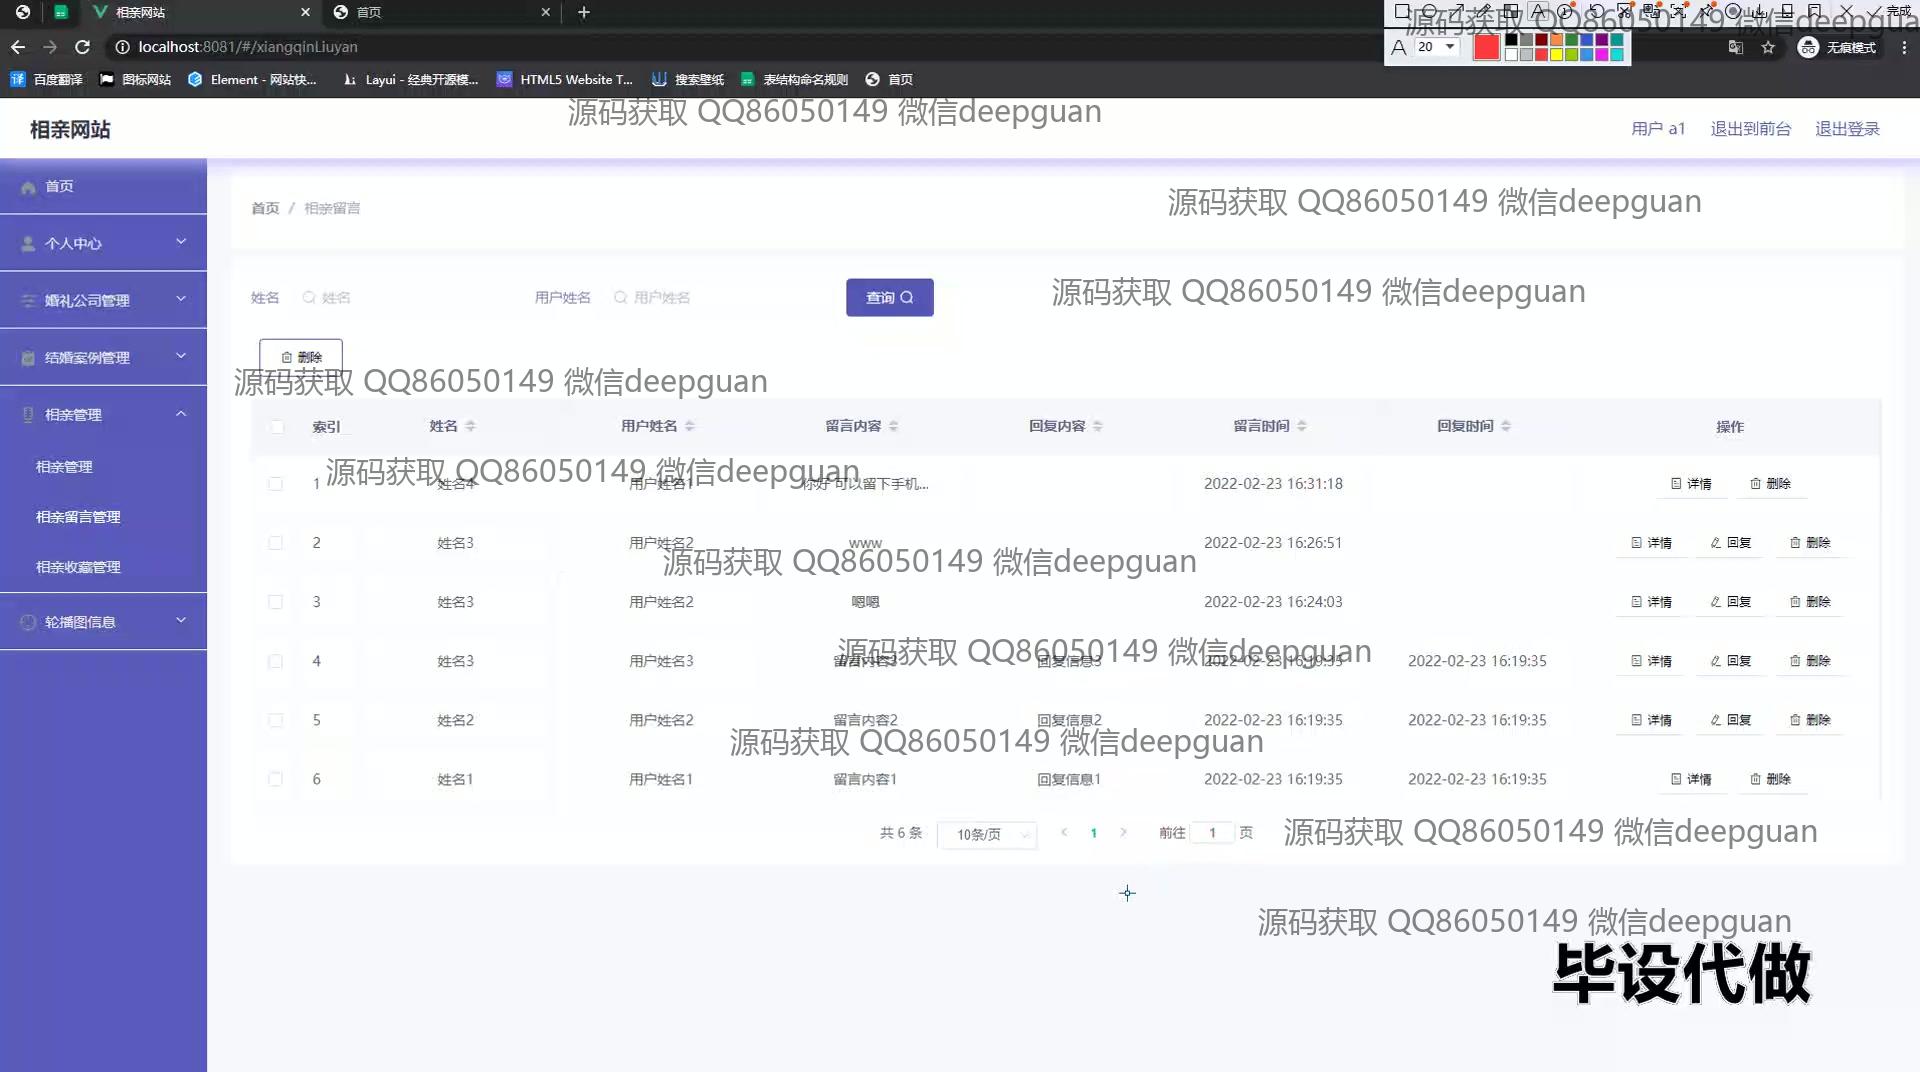 相亲网站
首页
完成
A 20
localhost:8081/#/xiangqinLiuyan
无痕模式
百度翻译 图标网站 Element - 网站快... Layui - 经典开源模... HTML5 Website T... 搜索壁纸 表结构命名规则 首页
源码获取 QQ86050149 微信deepguan
相亲网站
用户 a1 退出到前台 退出登录
首页
个人中心
婚礼公司管理
结婚案例管理
相亲管理
相亲管理
相亲留言管理
相亲收藏管理
轮播图信息
首页 / 相亲留言
源码获取 QQ86050149 微信deepguan
姓名 姓名 用户姓名 用户姓名 查询
源码获取 QQ86050149 微信deepguan
删除
源码获取 QQ86050149 微信deepguan
索引 姓名 用户姓名 留言内容 回复内容 留言时间 回复时间 操作
源码获取 QQ86050149 微信deepguan
1 姓名4 用户姓名1 你好 可以留下手机... 2022-02-23 16:31:18 详情 删除
2 姓名3 用户姓名2 www 2022-02-23 16:26:51 详情 回复 删除
源码获取 QQ86050149 微信deepguan
3 姓名3 用户姓名2 嗯嗯 2022-02-23 16:24:03 详情 回复 删除
源码获取 QQ86050149 微信deepguan
4 姓名3 用户姓名3 留言内容3 回复信息3 2022-02-23 16:19:35 2022-02-23 16:19:35 详情 回复 删除
5 姓名2 用户姓名2 留言内容2 回复信息2 2022-02-23 16:19:35 2022-02-23 16:19:35 详情 回复 删除
源码获取 QQ86050149 微信deepguan
6 姓名1 用户姓名1 留言内容1 回复信息1 2022-02-23 16:19:35 2022-02-23 16:19:35 详情 删除
共 6 条 10条/页 1 前往 1 页
源码获取 QQ86050149 微信deepguan
源码获取 QQ86050149 微信deepguan
毕设代做